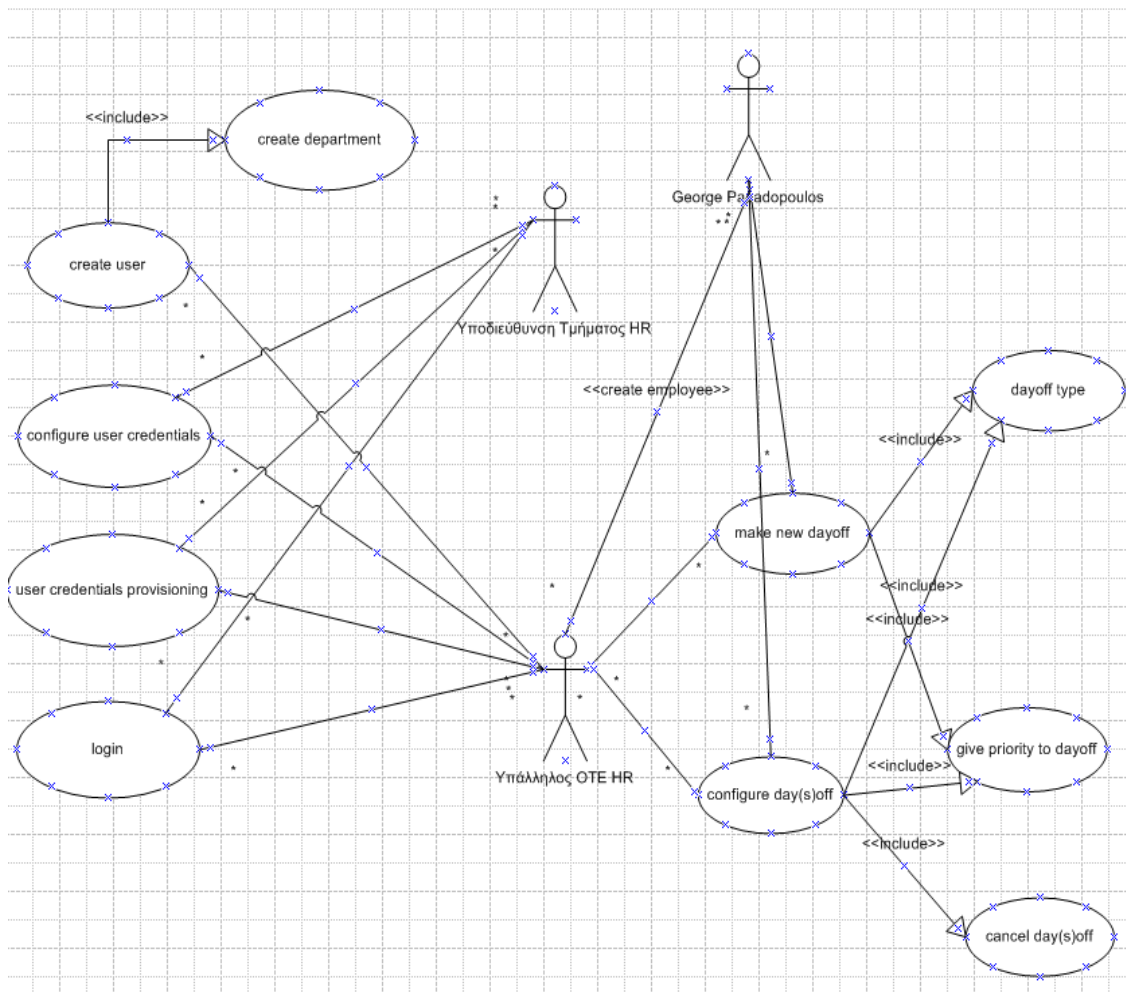 <<include>>
create department
George Papadopoulos
create user
Υποδιεύθυνση Τμήματος HR
<<create employee>>
dayoff type
configure user credentials
<<include>>
make new dayoff
user credentials provisioning
<<include>>
<<include>>
login
give priority to dayoff
<<include>>
Υπάλληλος OTE HR
configure day(s)off
<<include>>
cancel day(s)off